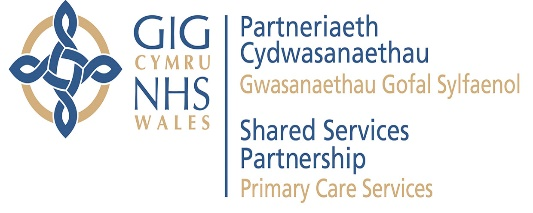 GIG
CYMRU
NHS
WALES
Partneriaeth
Cydwasanaethau
Gwasanaethau Gofal Sylfaenol
Shared Services
Partnership
Primary Care Services